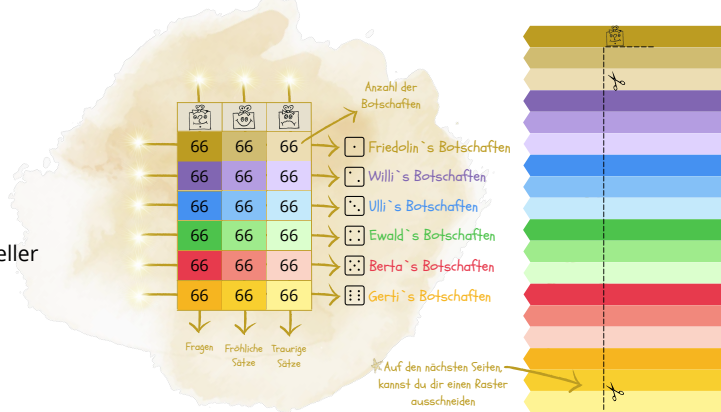 Anzahl der
Botschaften
66 66 66
Friedolin`s Botschaften
66 66 66
Willi`s Botschaften
66 66 66
Ulli`s Botschaften
66 66 66
Ewald`s Botschaften
eller
66 66 66
Berta`s Botschaften
66 66 66
Gerti`s Botschaften
Fragen
Fröhliche
Sätze
Traurige
Sätze
Auf den nächsten Seiten,
kannst du dir einen Raster
ausschneiden